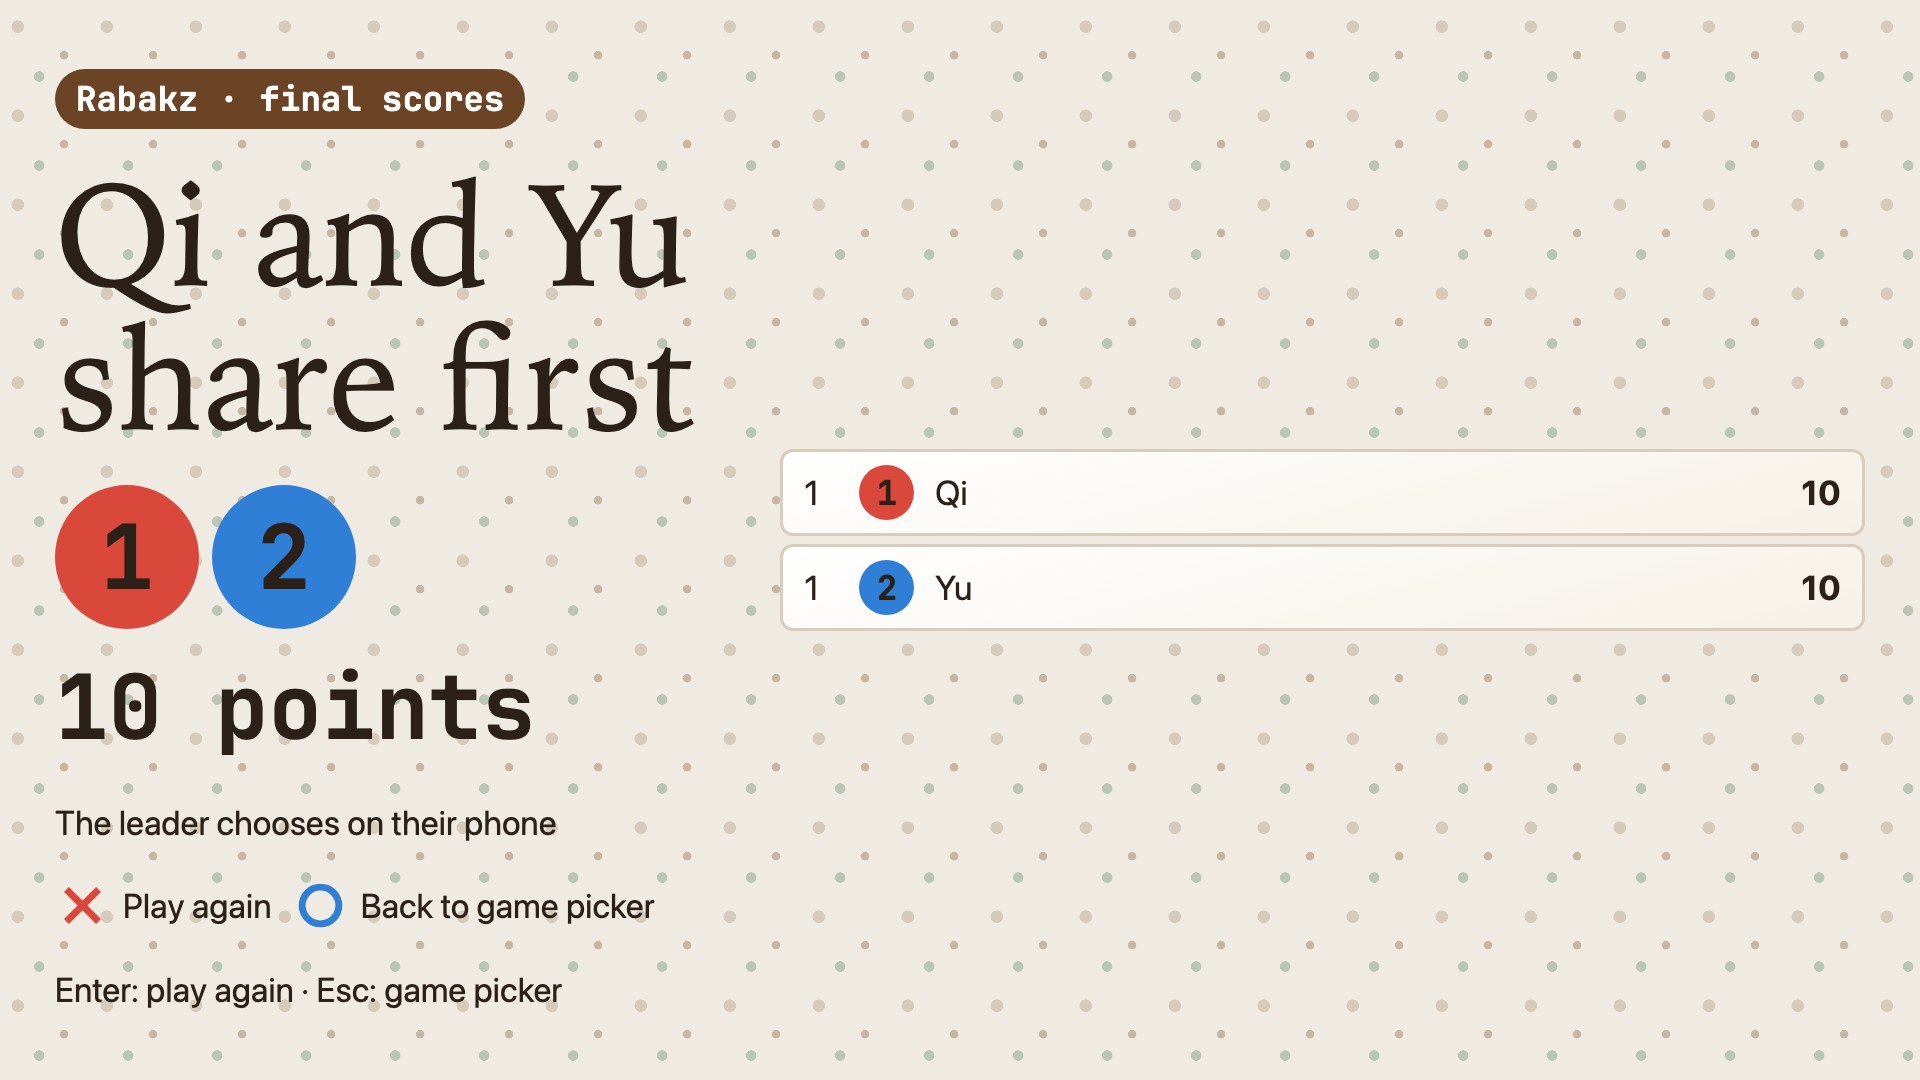 Rabakz · final scores
Qi and Yu
share first
1 2
10 points
The leader chooses on their phone
Play again Back to game picker
Enter: play again · Esc: game picker
1 1 Qi 10
1 2 Yu 10